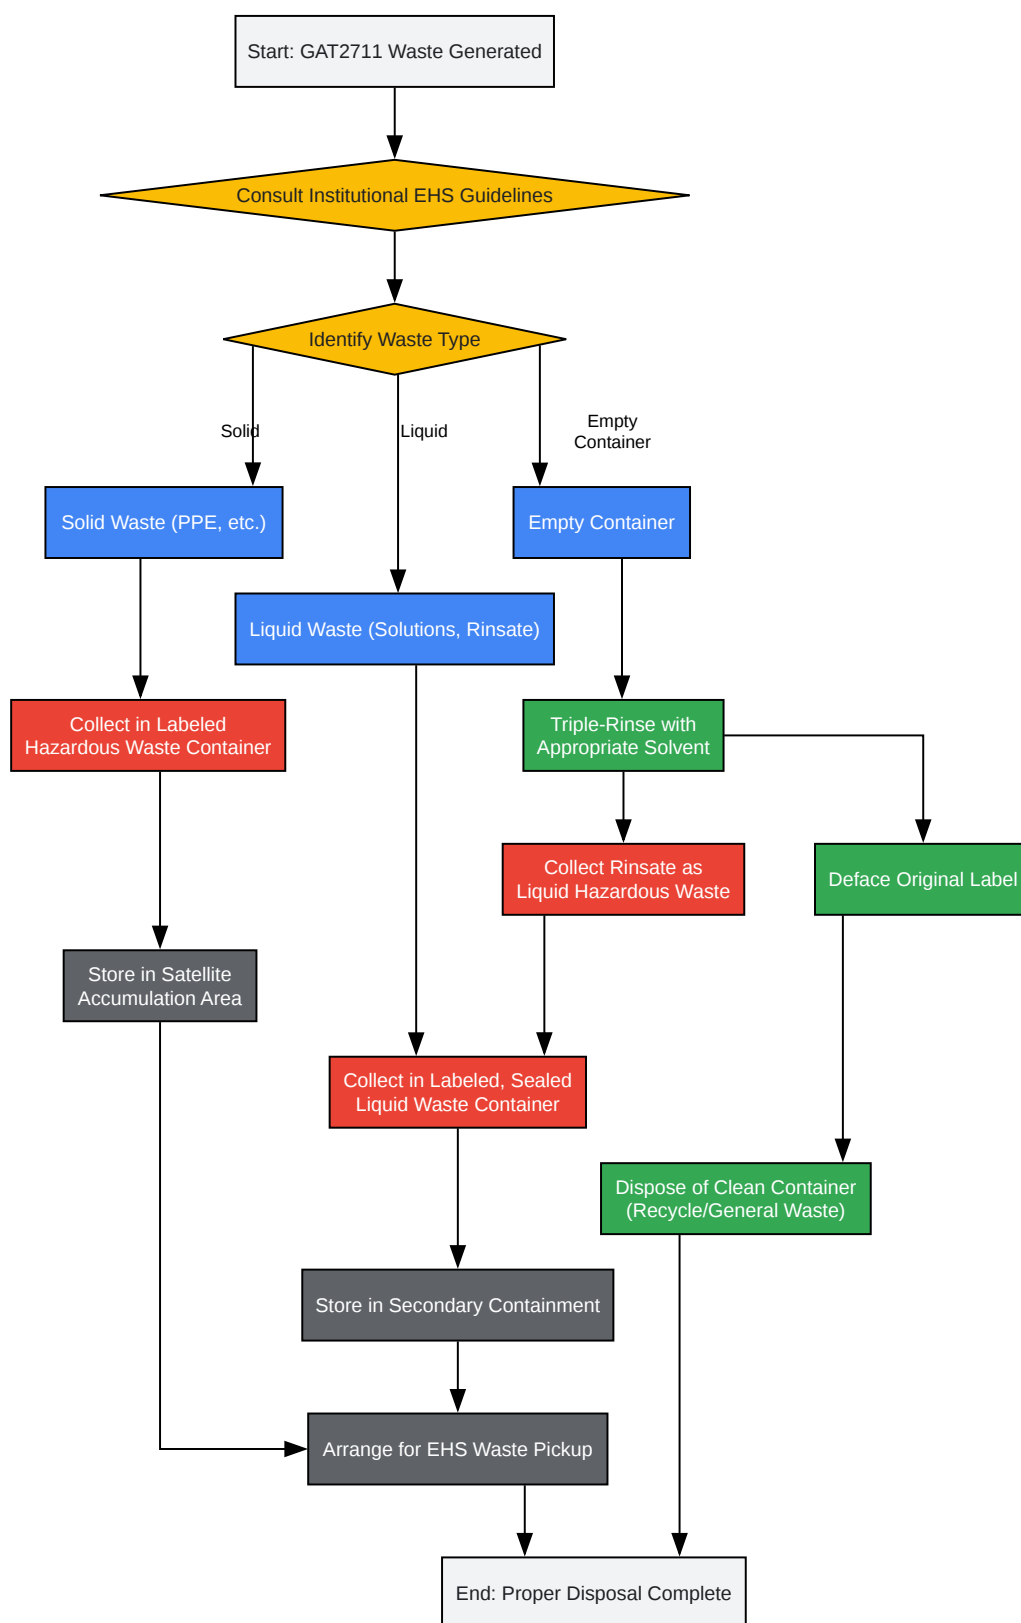 Start: GAT2711 Waste Generated
Consult Institutional EHS Guidelines
Identify Waste Type
Solid
Liquid
Empty
Container
Solid Waste (PPE, etc.)
Empty Container
Liquid Waste (Solutions, Rinsate)
Collect in Labeled
Hazardous Waste Container
Triple-Rinse with
Appropriate Solvent
Collect Rinsate as
Liquid Hazardous Waste
Deface Original Label
Store in Satellite
Accumulation Area
Collect in Labeled, Sealed
Liquid Waste Container
Dispose of Clean Container
(Recycle/General Waste)
Store in Secondary Containment
Arrange for EHS Waste Pickup
End: Proper Disposal Complete